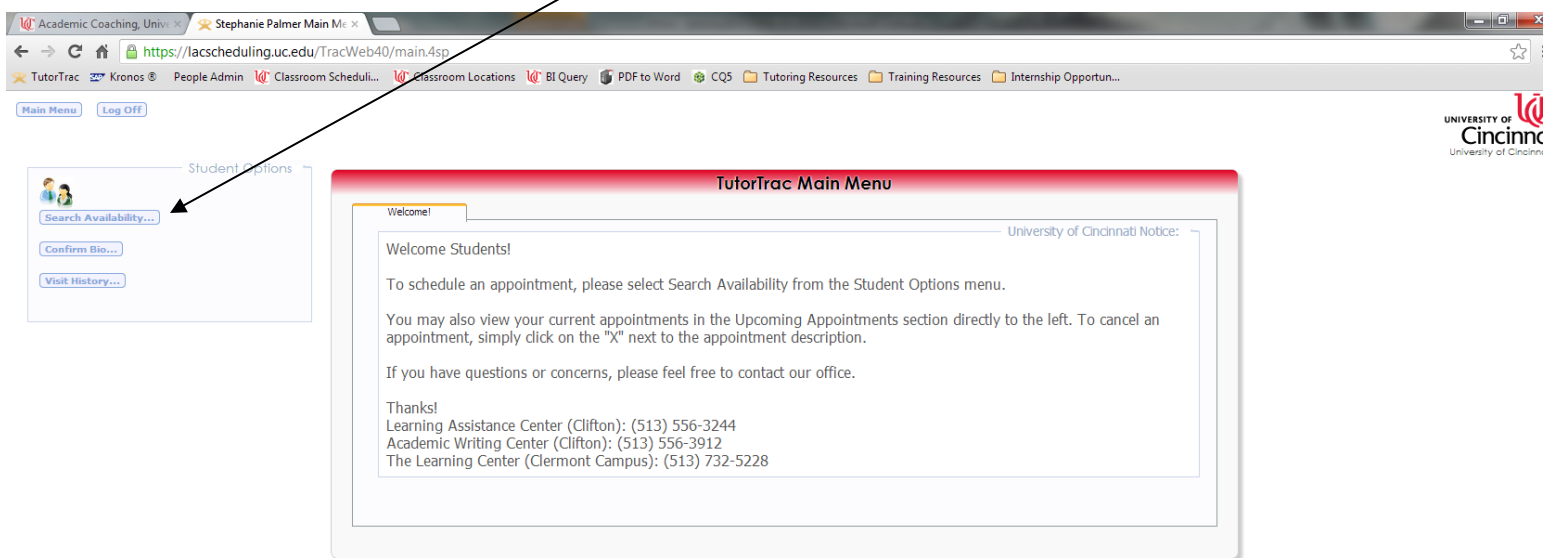 Academic Coaching, Unive
Stephanie Palmer Main Me
https://lacscheduling.uc.edu/TracWeb40/main.4sp
TutorTrac Kronos ® People Admin Classroom Scheduli... Classroom Locations BI Query PDF to Word CQ5 Tutoring Resources Training Resources Internship Opportun...
Main Menu Log Off
UNIVERSITY OF
Cincinna
University of Cincinn
Student Options
Search Availability...
Confirm Bio...
Visit History...
TutorTrac Main Menu
Welcome!
University of Cincinnati Notice:
Welcome Students!
To schedule an appointment, please select Search Availability from the Student Options menu.
You may also view your current appointments in the Upcoming Appointments section directly to the left. To cancel an
appointment, simply click on the "X" next to the appointment description.
If you have questions or concerns, please feel free to contact our office.
Thanks!
Learning Assistance Center (Clifton): (513) 556-3244
Academic Writing Center (Clifton): (513) 556-3912
The Learning Center (Clermont Campus): (513) 732-5228